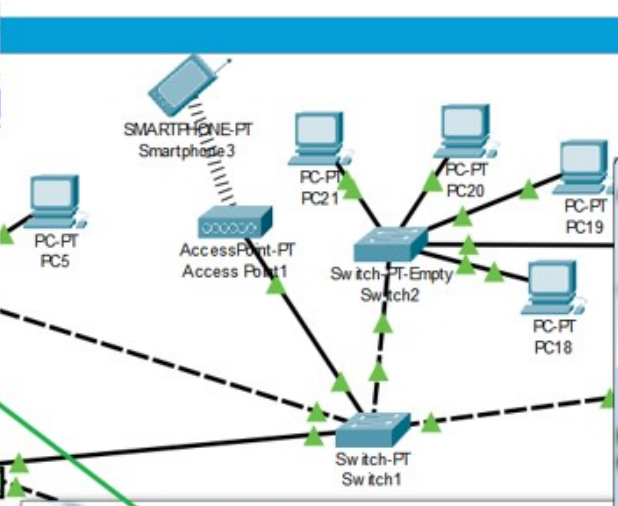 SMARTPHONE-PT
Smartphone3
PC-PT
PC21
PC-PT
PC20
PC-PT
PC19
PC-PT
PC5
AccessPoint-PT
Access Point1
Switch-PT-Empty
Switch2
PC-PT
PC18
Switch-PT
Switch1